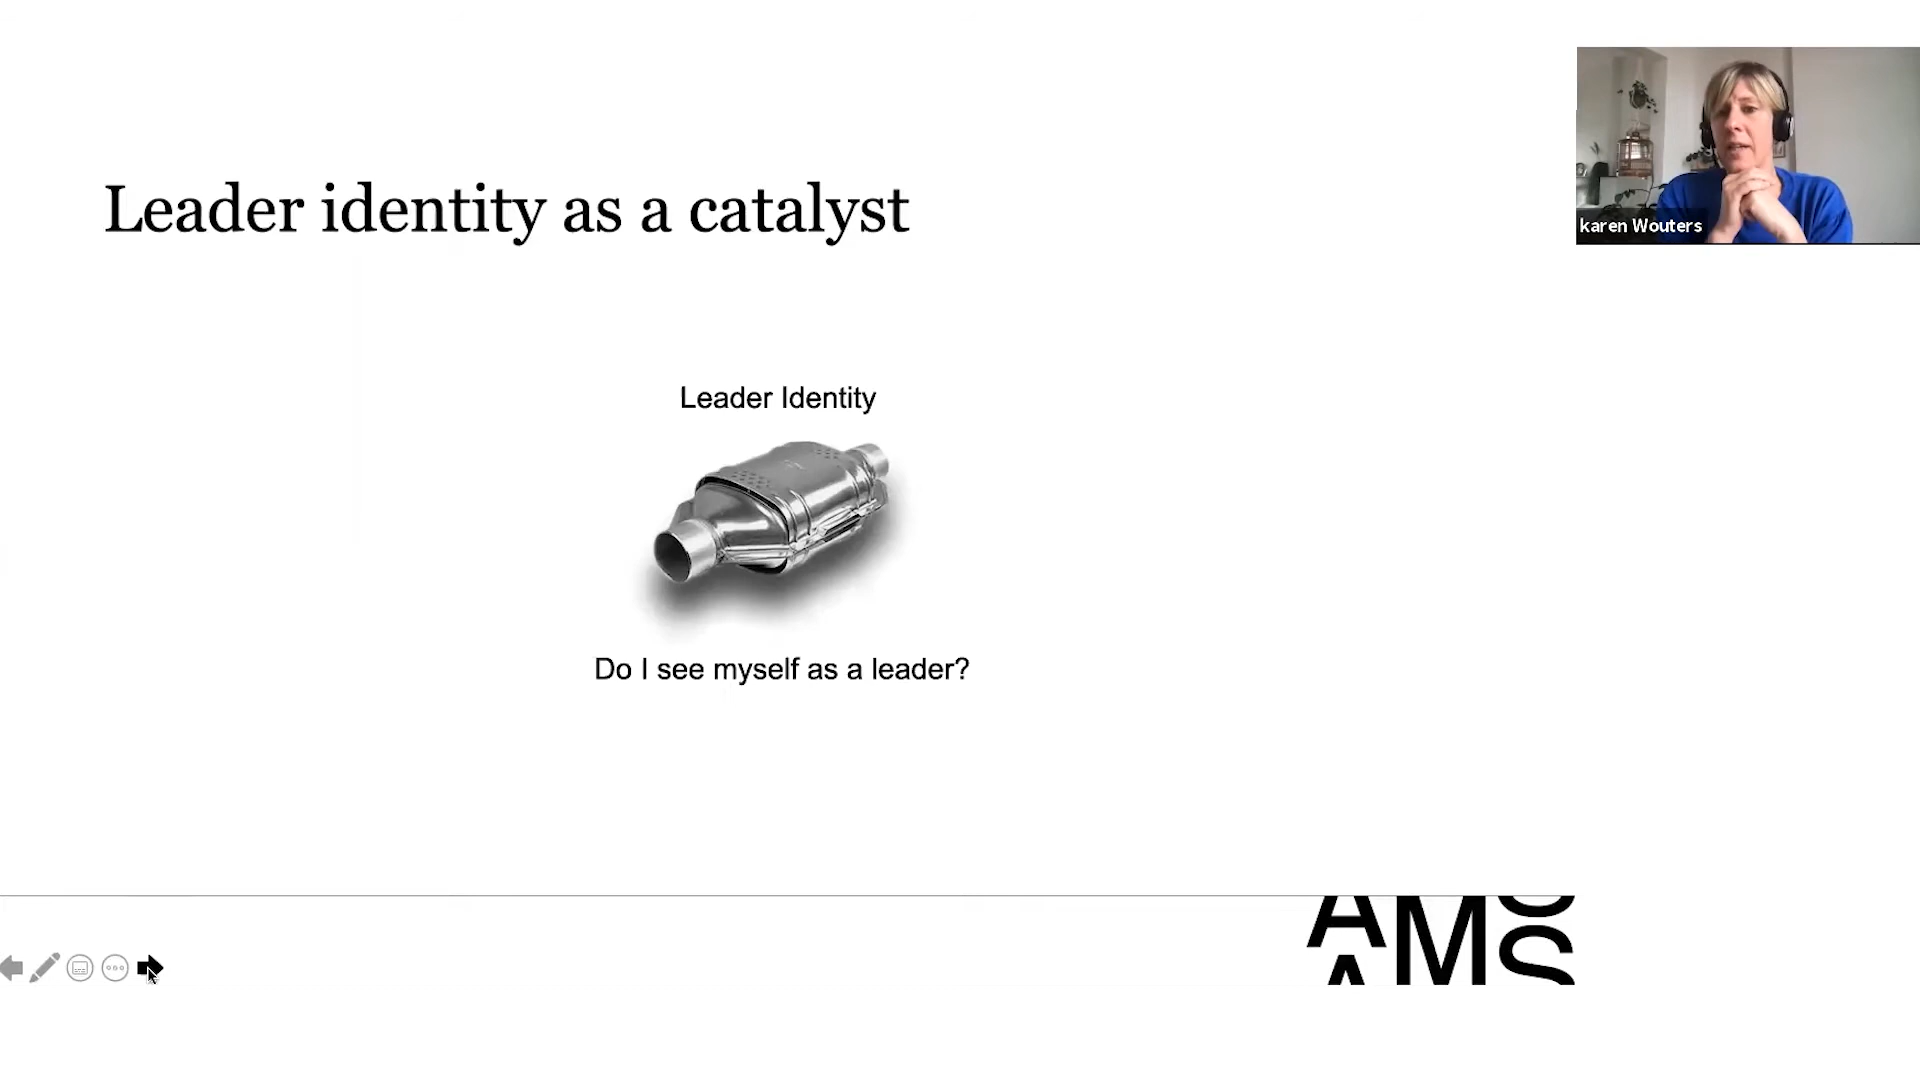 Leader identity as a catalyst
karen Wouters
Leader Identity
Do I see myself as a leader?
AMS